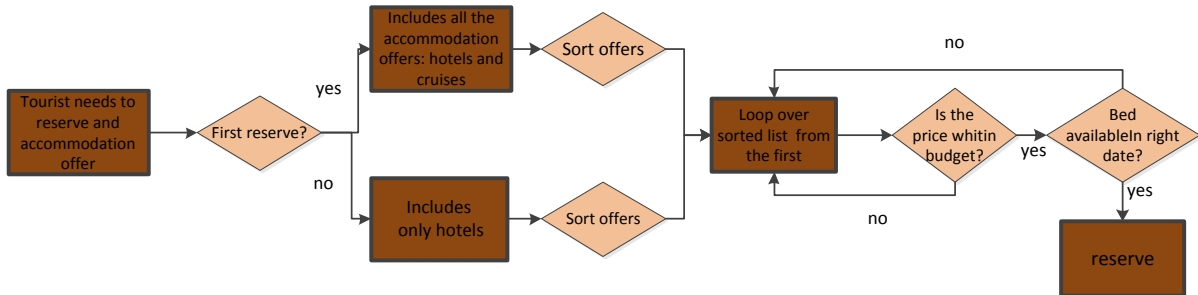 Tourist needs to
reserve and
accommodation
offer
First reserve?
yes
no
Includes all the
accommodation
offers: hotels and
cruises
Sort offers
Includes
only hotels
Sort offers
Loop over
sorted list from
the first
Is the
price whitin
budget?
no
yes
no
Bed
availableIn right
date?
yes
reserve